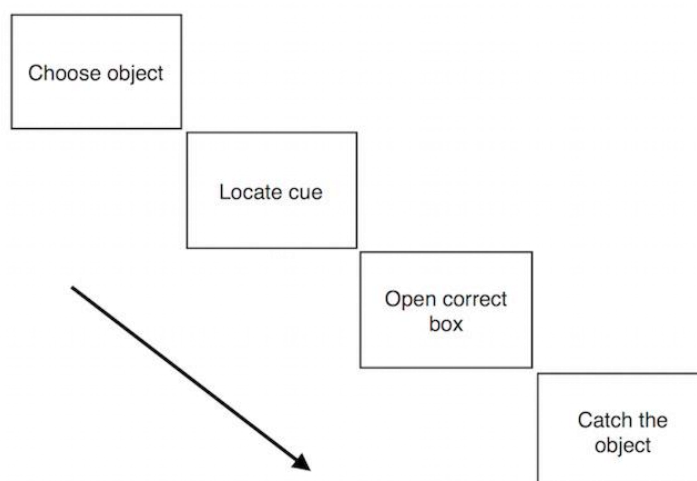 Choose object
Locate cue
Open correct
box
Catch the
object